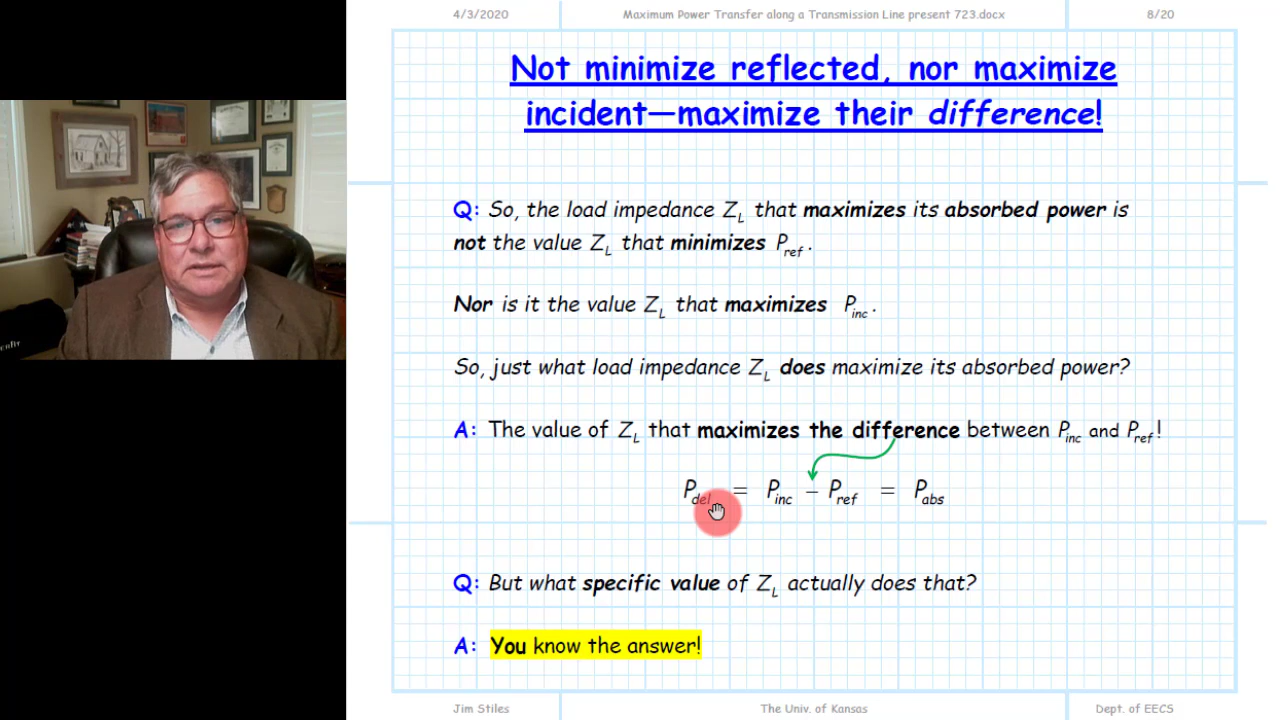 4/3/2020 Maximum Power Transfer along a Transmission Line present 723.docx 8/20
Not minimize reflected, nor maximize
incident—maximize their difference!
Q: So, the load impedance Z_L that maximizes its absorbed power is
not the value Z_L that minimizes P_ref.
Nor is it the value Z_L that maximizes P_inc.
So, just what load impedance Z_L does maximize its absorbed power?
A: The value of Z_L that maximizes the difference between P_inc and P_ref!
P_del = P_inc − P_ref = P_abs
Q: But what specific value of Z_L actually does that?
A: You know the answer!
Jim Stiles The Univ. of Kansas Dept. of EECS